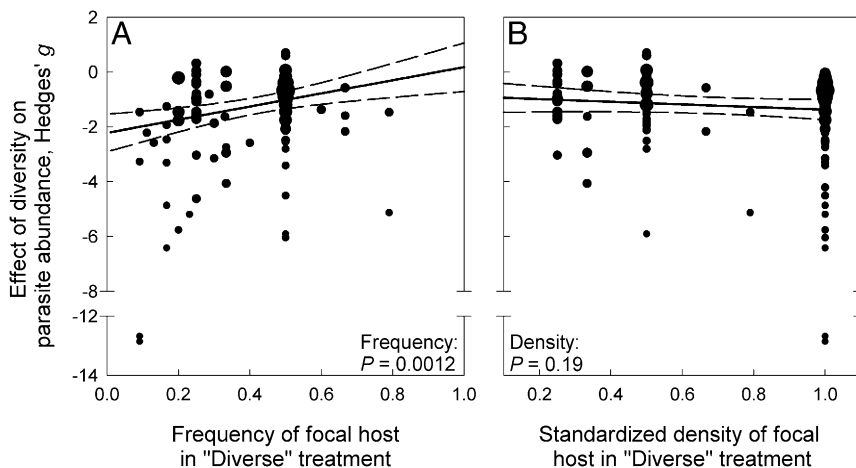 Effect of diversity on
parasite abundance, Hedges' g
2
0
-2
-4
-6
-8
-12
-14
A
Frequency:
P = 0.0012
0.0 0.2 0.4 0.6 0.8 1.0
Frequency of focal host
in "Diverse" treatment
B
Density:
P = 0.19
0.2 0.4 0.6 0.8 1.0
Standardized density of focal
host in "Diverse" treatment